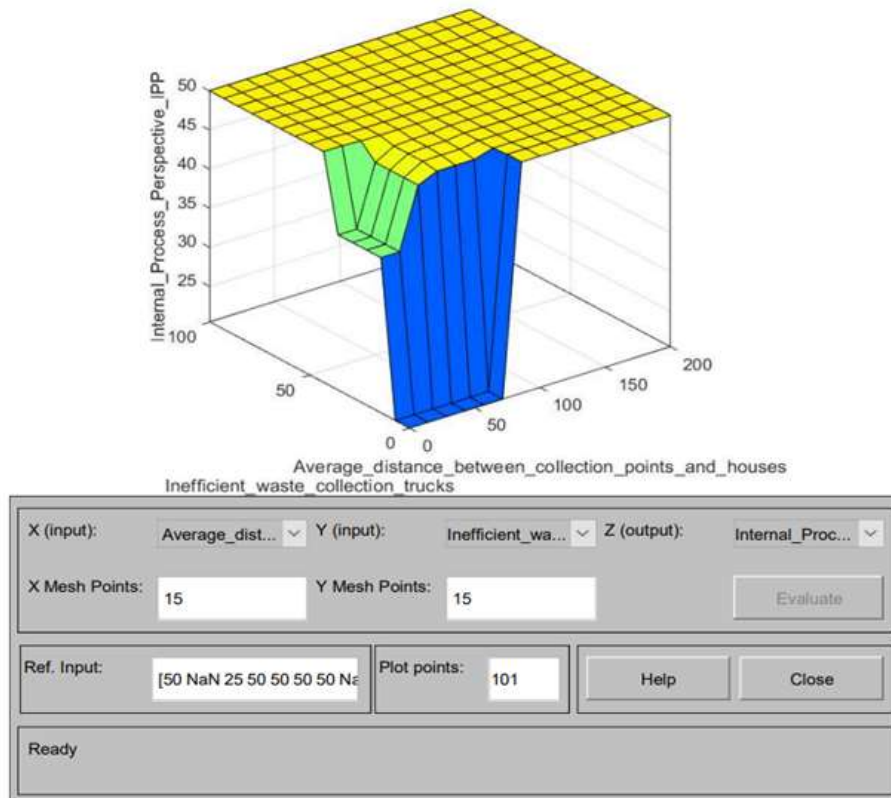 50
45
40
35
30
25
Internal_Process_Perspective_IPP
100
50
0
0
50
100
150
200
Average_distance_between_collection_points_and_houses
Inefficient_waste_collection_trucks
X (input): Average_dist... Y (input): Inefficient_wa... Z (output): Internal_Proc...
X Mesh Points: 15 Y Mesh Points: 15 Evaluate
Ref. Input: [50 NaN 25 50 50 50 50 Na Plot points: 101 Help Close
Ready